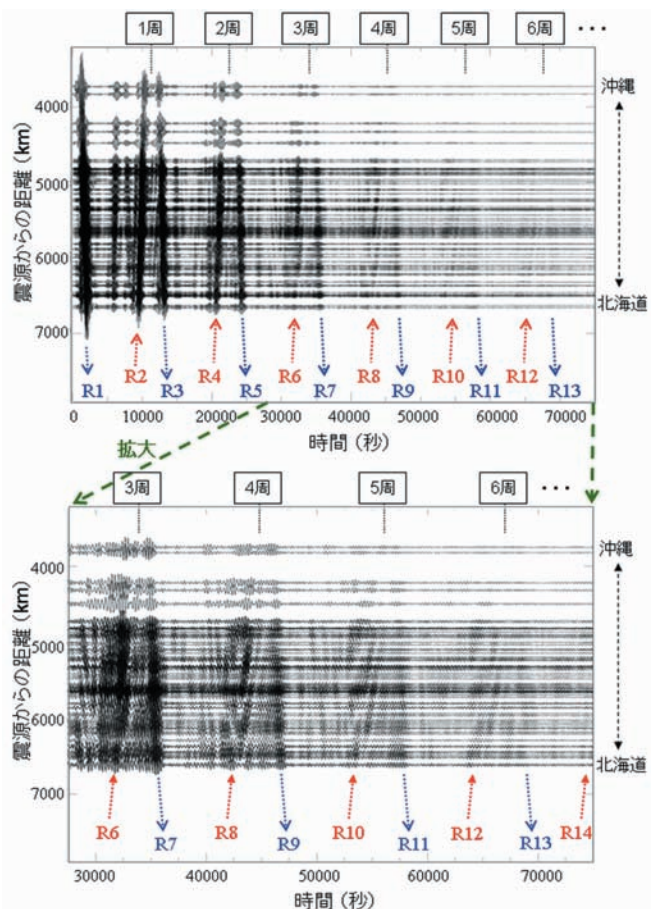 1周 2周 3周 4周 5周 6周 ・・・
沖縄
4000
5000
6000
7000
震源からの距離 (km)
北海道
R1 R2 R3 R4 R5 R6 R7 R8 R9 R10 R11 R12 R13
0 10000 20000 30000 40000 50000 60000 70000
時間 (秒)
拡大
3周 4周 5周 6周 ・・・
沖縄
4000
5000
6000
7000
震源からの距離 (km)
北海道
R6 R7 R8 R9 R10 R11 R12 R13 R14
30000 40000 50000 60000 70000
時間 (秒)